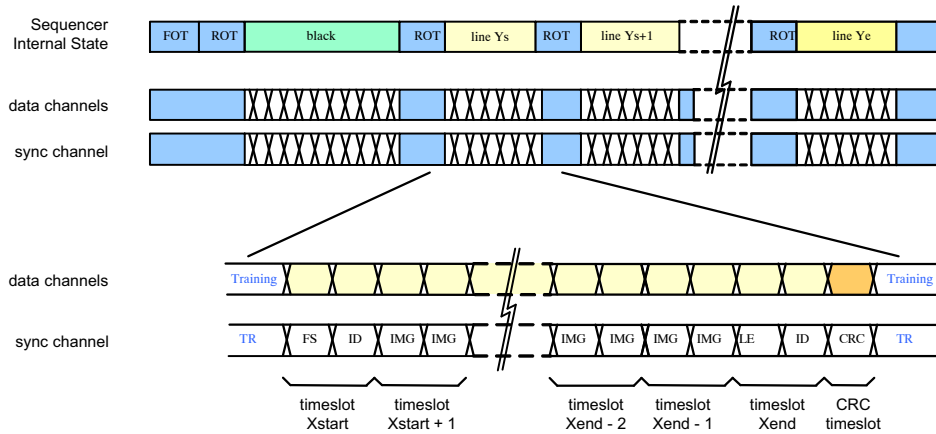 Sequencer
Internal State
FOT ROT black ROT line Ys ROT line Ys+1 ROT line Ye
data channels
sync channel
data channels
Training Training
sync channel
TR FS ID IMG IMG IMG IMG IMG IMG LE ID CRC TR
timeslot timeslot timeslot timeslot timeslot CRC
Xstart Xstart + 1 Xend - 2 Xend - 1 Xend timeslot